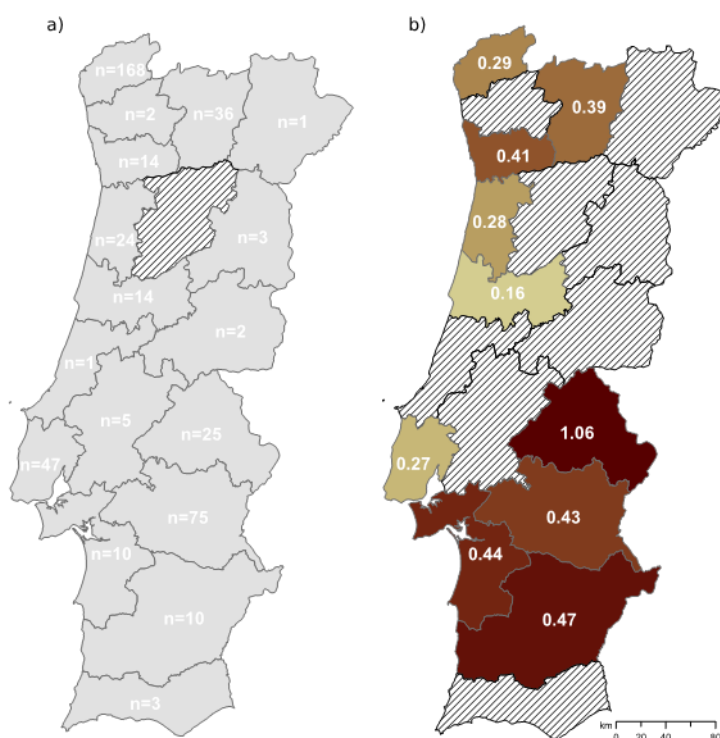 a)
n=168
n=2
n=36
n=1
n=14
n=24
n=3
n=14
n=2
n=1
n=5
n=25
n=47
n=75
n=10
n=10
n=3
b)
0.29
0.39
0.41
0.28
0.16
1.06
0.27
0.43
0.44
0.47
km
0 20 40 80